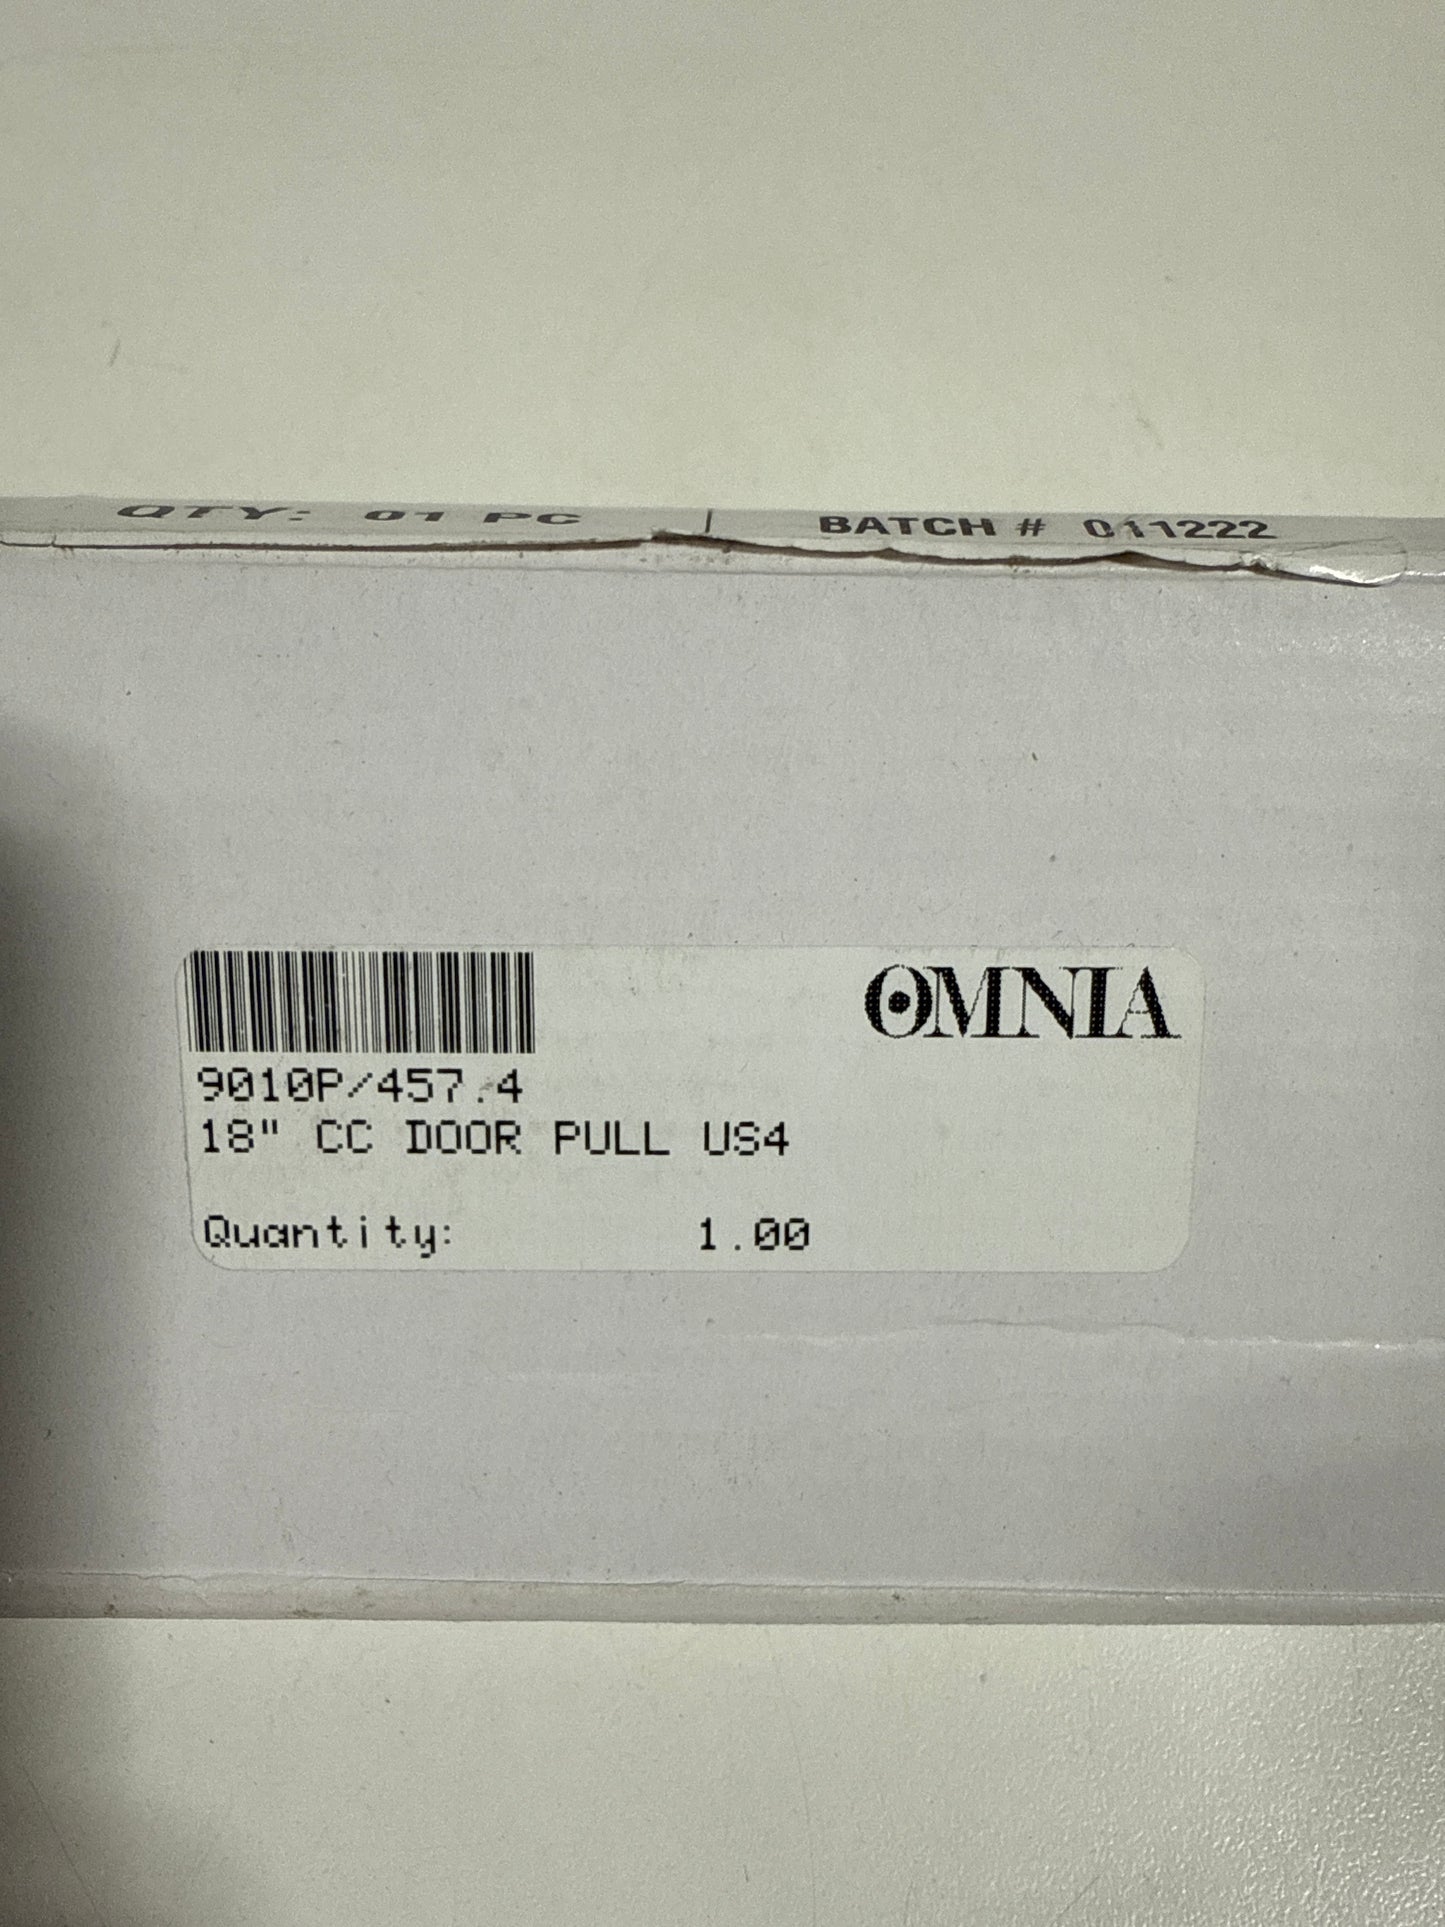 QTY: 01 PC BATCH # 011222
OMNIA
9010P/457.4
18" CC DOOR PULL US4
Quantity: 1.00